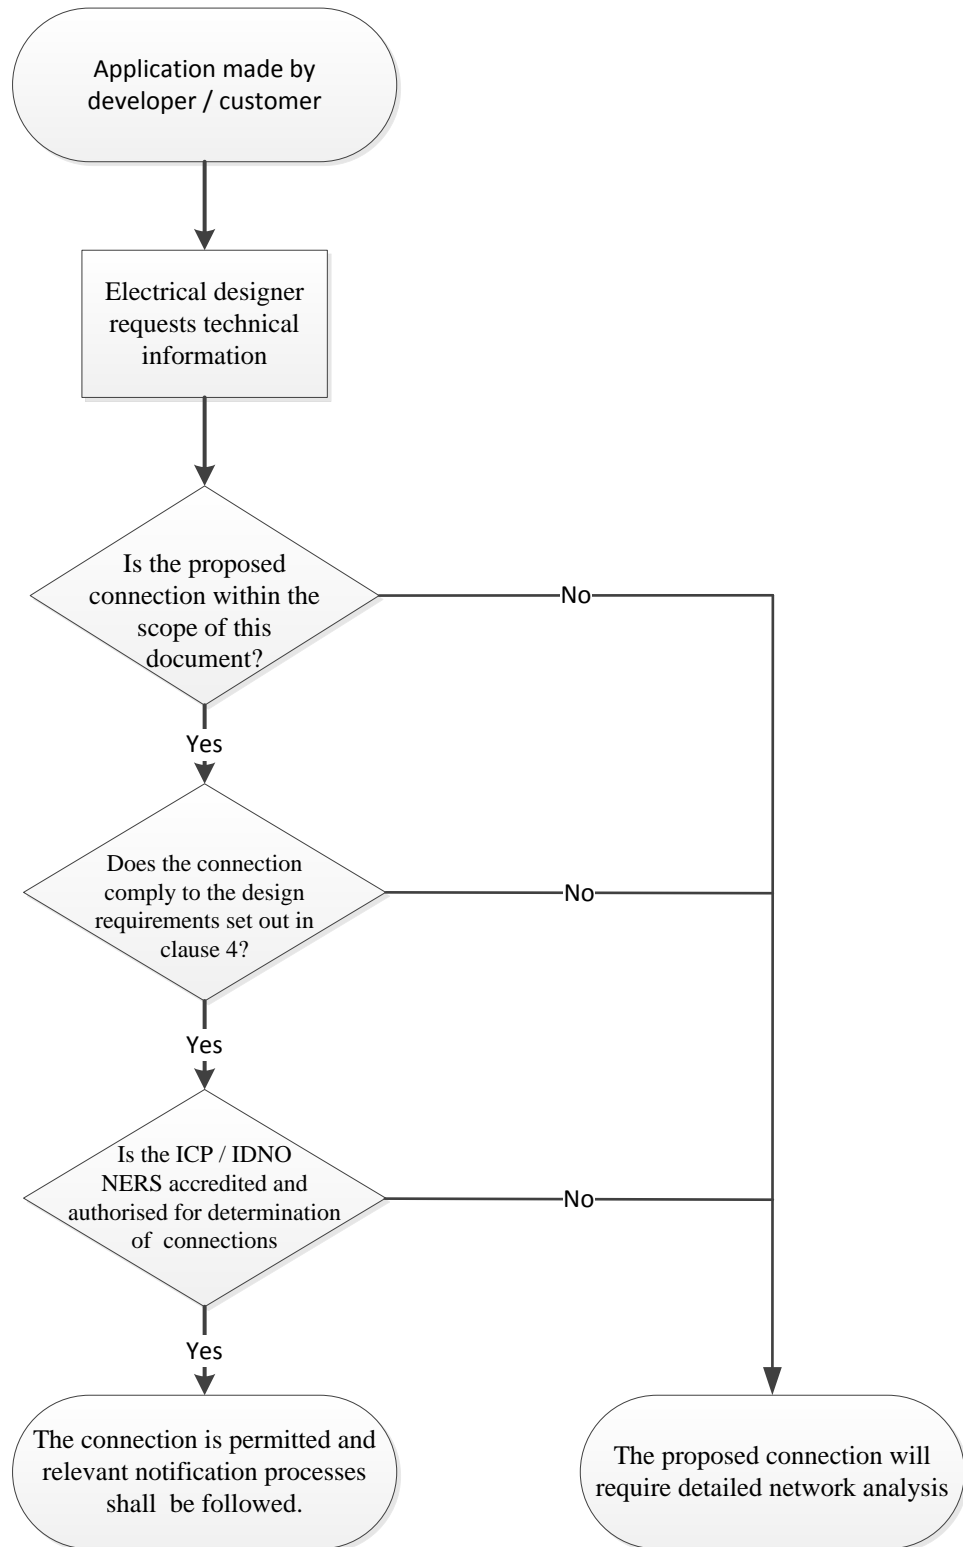 Application made by
developer / customer
Electrical designer
requests technical
information
Is the proposed
connection within the
scope of this
document?
No
Yes
Does the connection
comply to the design
requirements set out in
clause 4?
No
Yes
Is the ICP / IDNO
NERS accredited and
authorised for determination
of connections
No
Yes
The connection is permitted and
relevant notification processes
shall be followed.
The proposed connection will
require detailed network analysis